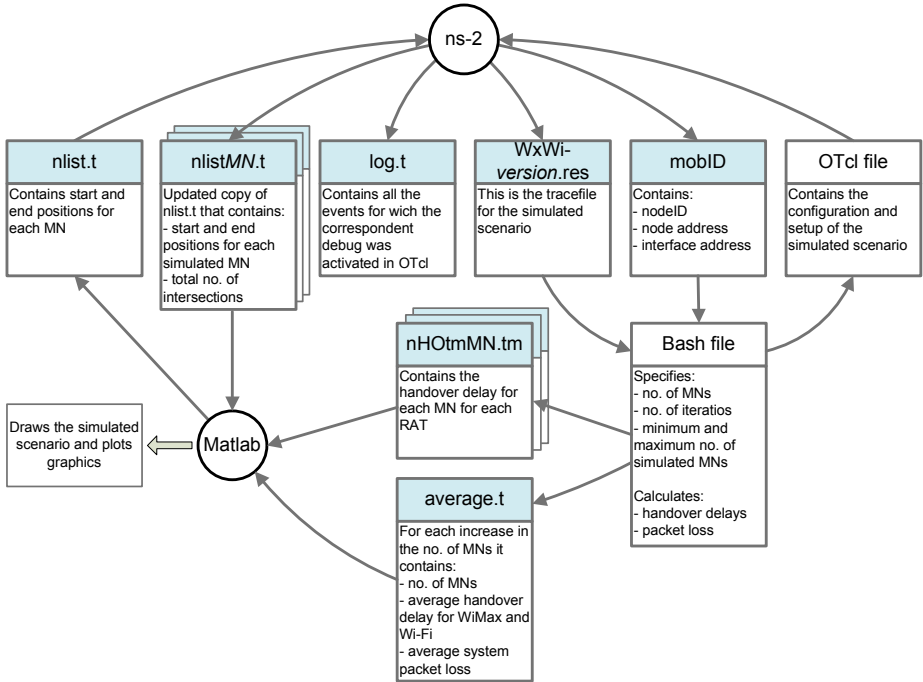 ns-2
nlist.t
Contains start and
end positions for
each MN
nlistMN.t
Updated copy of
nlist.t that contains:
- start and end
positions for each
simulated MN
- total no. of
intersections
log.t
Contains all the
events for wich the
correspondent
debug was
activated in OTcl
WxWi-
version.res
This is the tracefile
for the simulated
scenario
mobID
Contains:
- nodeID
- node address
- interface address
OTcl file
Contains the
configuration and
setup of the
simulated scenario
nHOtmMN.tm
Contains the
handover delay for
each MN for each
RAT
Bash file
Specifies:
- no. of MNs
- no. of iteratios
- minimum and
maximum no. of
simulated MNs
Calculates:
- handover delays
- packet loss
Draws the simulated
scenario and plots
graphics
Matlab
average.t
For each increase in
the no. of MNs it
contains:
- no. of MNs
- average handover
delay for WiMax and
Wi-Fi
- average system
packet loss